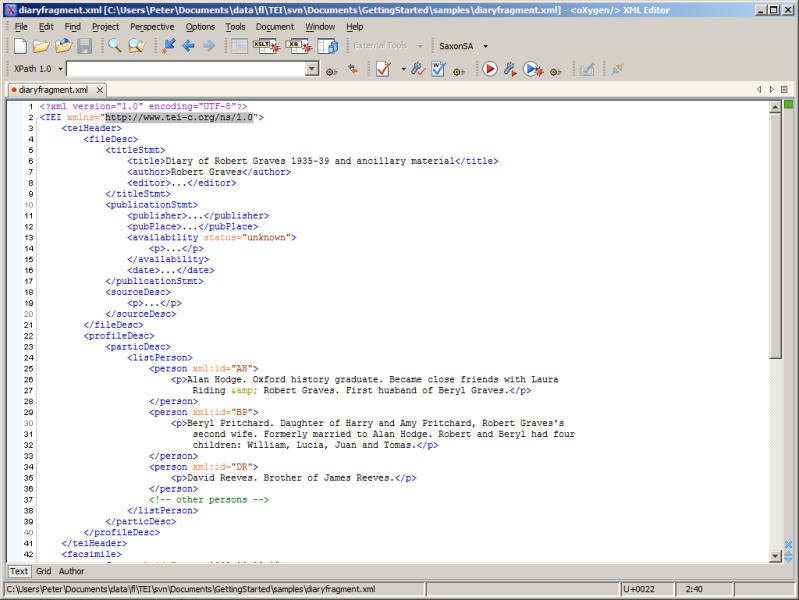 diaryfragment.xml [C:\Users\Peter\Documents\data\fl\TEI\svn\Documents\GettingStarted\samples\diaryfragment.xml] - <oXygen/> XML Editor
File Edit Find Project Perspective Options Tools Document Window Help
External Tools SaxonSA
XPath 1.0
diaryfragment.xml
1 <?xml version="1.0" encoding="UTF-8"?>
2 <TEI xmlns="http://www.tei-c.org/ns/1.0">
3 <teiHeader>
4 <fileDesc>
5 <titleStmt>
6 <title>Diary of Robert Graves 1935-39 and ancillary material</title>
7 <author>Robert Graves</author>
8 <editor>...</editor>
9 </titleStmt>
10 <publicationStmt>
11 <publisher>...</publisher>
12 <pubPlace>...</pubPlace>
13 <availability status="unknown">
14 <p>...</p>
15 </availability>
16 <date>...</date>
17 </publicationStmt>
18 <sourceDesc>
19 <p>...</p>
20 </sourceDesc>
21 </fileDesc>
22 <profileDesc>
23 <particDesc>
24 <listPerson>
25 <person xml:id="AH">
26 <p>Alan Hodge. Oxford history graduate. Became close friends with Laura
27 Riding &amp; Robert Graves. First husband of Beryl Graves.</p>
28 </person>
29 <person xml:id="BP">
30 <p>Beryl Pritchard. Daughter of Harry and Amy Pritchard, Robert Graves's
31 second wife. Formerly married to Alan Hodge. Robert and Beryl had four
32 children: William, Lucia, Juan and Tomas.</p>
33 </person>
34 <person xml:id="DR">
35 <p>David Reeves. Brother of James Reeves.</p>
36 </person>
37 <!-- other persons -->
38 </listPerson>
39 </particDesc>
40 </profileDesc>
41 </teiHeader>
42 <facsimile>
Text Grid Author
C:\Users\Peter\Documents\data\fl\TEI\svn\Documents\GettingStarted\samples\diaryfragment.xml U+0022 2:40